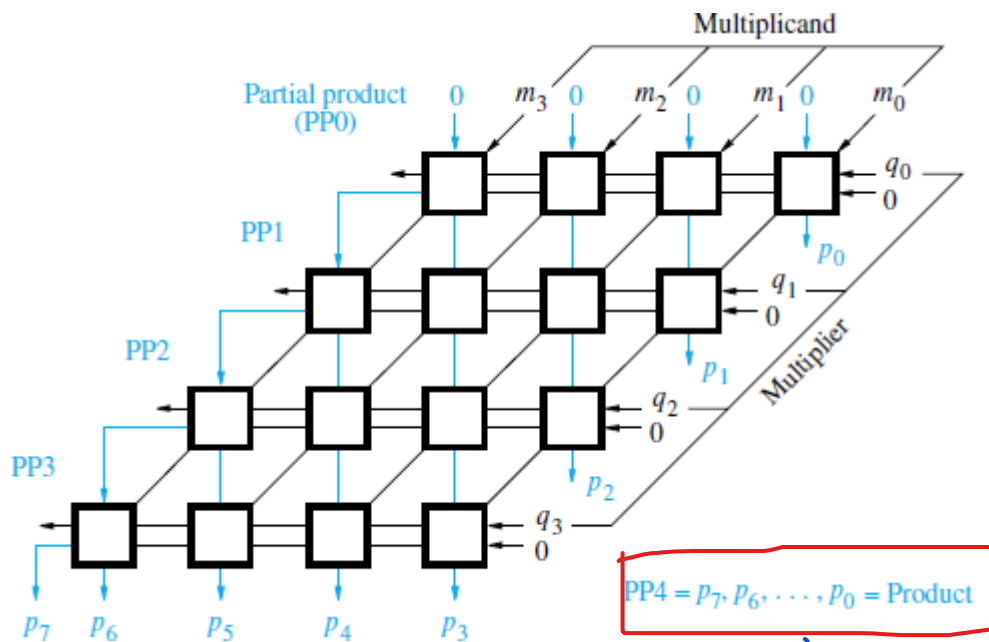 Multiplicand
Partial product
(PP0)
0 m3 0 m2 0 m1 0 m0
q0
0
PP1
p0
q1
0
PP2
p1
Multiplier
q2
0
PP3
p2
q3
0
PP4 = p7, p6, . . . , p0 = Product
p7 p6 p5 p4 p3